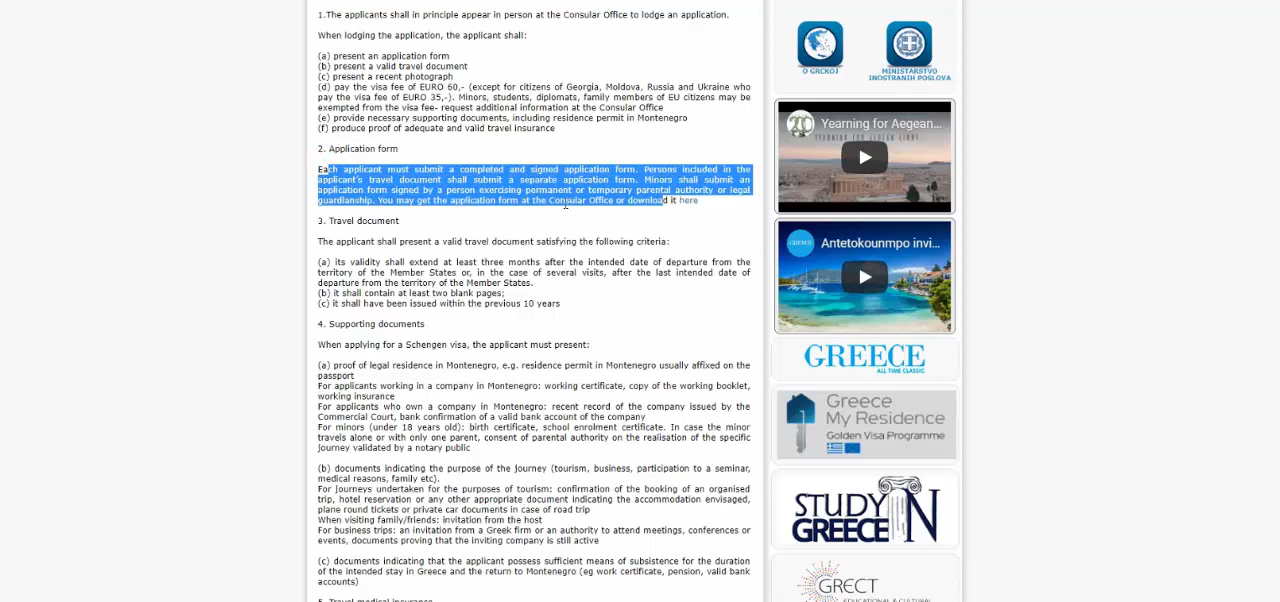 1.The applicants shall in principle appear in person at the Consular Office to lodge an application.
When lodging the application, the applicant shall:
(a) present an application form
(b) present a valid travel document
(c) present a recent photograph
(d) pay the visa fee of EURO 60,- (except for citizens of Georgia, Moldova, Russia and Ukraine who
pay the visa fee of EURO 35,-). Minors, students, diplomats, family members of EU citizens may be
exempted from the visa fee- request additional information at the Consular Office
(e) provide necessary supporting documents, including residence permit in Montenegro
(f) produce proof of adequate and valid travel insurance
2. Application form
Each applicant must submit a completed and signed application form. Persons included in the
applicant's travel document shall submit a separate application form. Minors shall submit an
application form signed by a person exercising permanent or temporary parental authority or legal
guardianship. You may get the application form at the Consular Office or download it here
3. Travel document
The applicant shall present a valid travel document satisfying the following criteria:
(a) its validity shall extend at least three months after the intended date of departure from the
territory of the Member States or, in the case of several visits, after the last intended date of
departure from the territory of the Member States.
(b) it shall contain at least two blank pages;
(c) it shall have been issued within the previous 10 years
4. Supporting documents
When applying for a Schengen visa, the applicant must present:
(a) proof of legal residence in Montenegro, e.g. residence permit in Montenegro usually affixed on the
passport
For applicants working in a company in Montenegro: working certificate, copy of the working booklet,
working insurance
For applicants who own a company in Montenegro: recent record of the company issued by the
Commercial Court, bank confirmation of a valid bank account of the company
For minors (under 18 years old): birth certificate, school enrolment certificate. In case the minor
travels alone or with only one parent, consent of parental authority on the realisation of the specific
journey validated by a notary public
(b) documents indicating the purpose of the journey (tourism, business, participation to a seminar,
medical reasons, family etc).
For journeys undertaken for the purposes of tourism: confirmation of the booking of an organised
trip, hotel reservation or any other appropriate document indicating the accommodation envisaged,
plane round tickets or private car documents in case of road trip
When visiting family/friends: invitation from the host
For business trips: an invitation from a Greek firm or an authority to attend meetings, conferences or
events, documents proving that the inviting company is still active
(c) documents indicating that the applicant possess sufficient means of subsistence for the duration
of the intended stay in Greece and the return to Montenegro (eg work certificate, pension, valid bank
accounts)
5. Travel medical insurance
O GRCKOJ
MINISTARSTVO
INOSTRANIH POSLOVA
Yearning for Aegean...
YEARNING FOR AEGEAN LIGHT
GREECE
Antetokounmpo invi...
GREECE
ALL TIME CLASSIC
Greece
My Residence
Golden Visa Programme
STUDY IN
GREECE
GRECT
EDUCATIONAL & CULTURAL